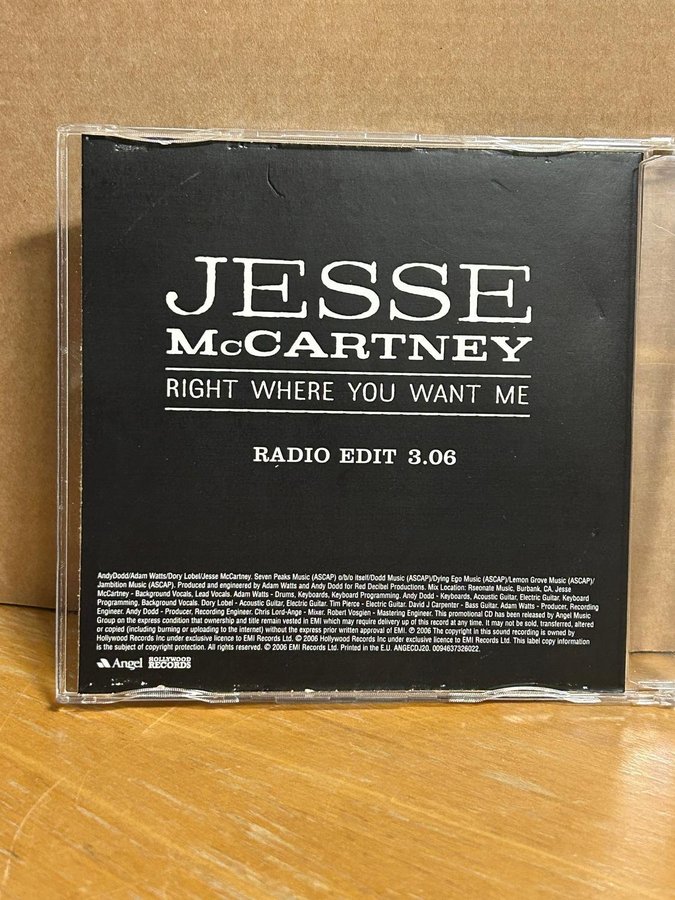 JESSE
McCARTNEY
RIGHT WHERE YOU WANT ME
RADIO EDIT 3.06
AndyDodd/Adam Watts/Dory Lobel/Jesse McCartney. Seven Peaks Music (ASCAP) o/b/o itself/Dodd Music (ASCAP)/Dying Ego Music (ASCAP)/Lemon Grove Music (ASCAP)/
Jambition Music (ASCAP). Produced and engineered by Adam Watts and Andy Dodd for Red Decibel Productions. Mix Location: Resonate Music, Burbank, CA. Jesse
McCartney - Background Vocals, Lead Vocals. Adam Watts - Drums, Keyboards, Keyboard Programming. Andy Dodd - Keyboards, Acoustic Guitar, Electric Guitar, Keyboard
Programming, Background Vocals. Dory Lobel - Acoustic Guitar, Electric Guitar. Tim Pierce - Electric Guitar. David J Carpenter - Bass Guitar. Adam Watts - Producer, Recording
Engineer. Andy Dodd - Producer, Recording Engineer. Chris Lord-Ange - Mixer. Robert Vosgien - Mastering Engineer. This promotional CD has been released by Angel Music
Group on the express condition that ownership and title remain vested in EMI which may require delivery up of this record at any time. It may not be sold, transferred, altered
or copied (including burning or uploading to the internet) without the express prior written approval of EMI. ℗ 2006 The copyright in this sound recording is owned by
Hollywood Records Inc under exclusive licence to EMI Records Ltd. © 2006 Hollywood Records Inc under exclusive licence to EMI Records Ltd. This label copy information
is the subject of copyright protection. All rights reserved. © 2006 EMI Records Ltd. Printed in the E.U. ANGECDJ20. 0094637326022.
Angel HOLLYWOOD RECORDS